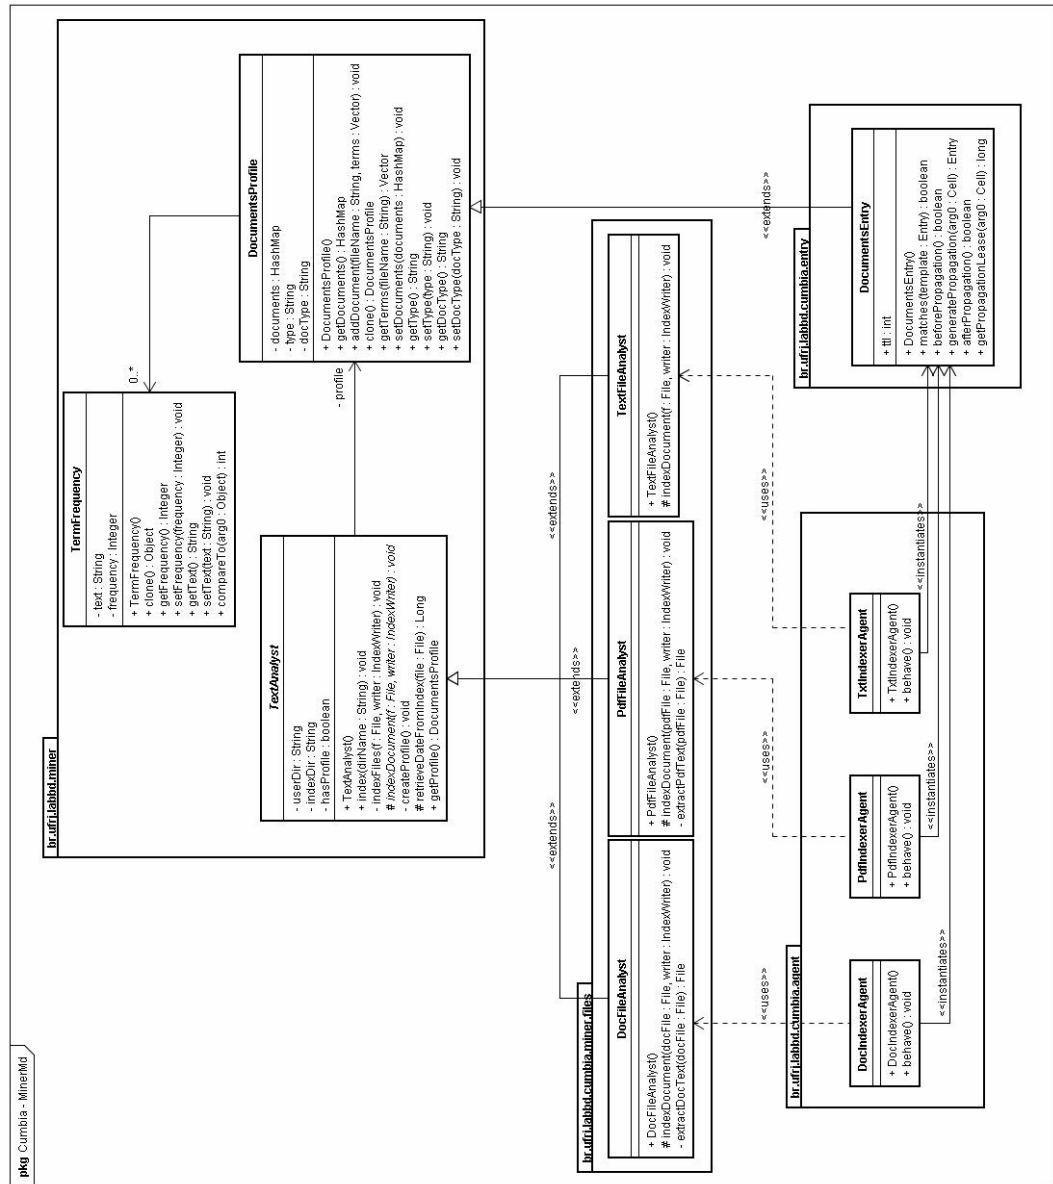 pkg Cumbia - MinerMd
br.ufrj.labbd.miner
TermFrequency
- text : String
- frequency : Integer
+ TermFrequency()
+ clone() : Object
+ getFrequency() : Integer
+ setFrequency(frequency : Integer) : void
+ getText() : String
+ setText(text : String) : void
+ compareTo(arg0 : Object) : int
0..*
TextAnalyst
- userDir : String
- indexDir : String
- hasProfile : boolean
+ TextAnalyst()
+ index(dirName : String) : void
- indexFiles(f : File, writer : IndexWriter) : void
# indexDocument(f : File, writer : IndexWriter) : void
- createProfile() : void
# retrieveDateFromIndex(file : File) : Long
+ getProfile() : DocumentsProfile
- profile
DocumentsProfile
- documents : HashMap
- type : String
- docType : String
+ DocumentsProfile()
+ getDocuments() : HashMap
+ addDocument(fileName : String, terms : Vector) : void
+ clone() : DocumentsProfile
+ getTerms(fileName : String) : Vector
+ setDocuments(documents : HashMap) : void
+ getType() : String
+ setType(type : String) : void
+ getDocType() : String
+ setDocType(docType : String) : void
<<extends>>
<<extends>>
<<extends>>
<<extends>>
br.ufrj.labbd.cumbia.miner.files
DocFileAnalyst
+ DocFileAnalyst()
# indexDocument(docFile : File, writer : IndexWriter) : void
- extractDocText(docFile : File) : File
PdfFileAnalyst
+ PdfFileAnalyst()
# indexDocument(pdfFile : File, writer : IndexWriter) : void
- extractPdfText(pdfFile : File) : File
TextFileAnalyst
+ TextFileAnalyst()
# indexDocument(f : File, writer : IndexWriter) : void
<<uses>>
<<uses>>
<<uses>>
br.ufrj.labbd.cumbia.agent
DocIndexerAgent
+ DocIndexerAgent()
+ behave() : void
PdfIndexerAgent
+ PdfIndexerAgent()
+ behave() : void
TxtIndexerAgent
+ TxtIndexerAgent()
+ behave() : void
<<instantiates>>
<<instantiates>>
<<instantiates>>
br.ufrj.labbd.cumbia.entry
DocumentsEntry
+ ttl : int
+ DocumentsEntry()
+ matches(template : Entry) : boolean
+ beforePropagation() : boolean
+ generatePropagation(arg0 : Cell) : Entry
+ afterPropagation() : boolean
+ getPropagationLease(arg0 : Cell) : long